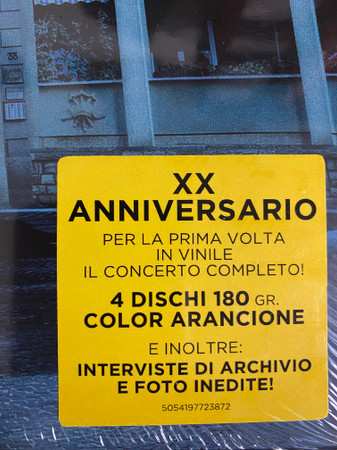 XX
ANNIVERSARIO
PER LA PRIMA VOLTA
IN VINILE
IL CONCERTO COMPLETO!
4 DISCHI 180 GR.
COLOR ARANCIONE
E INOLTRE:
INTERVISTE DI ARCHIVIO
E FOTO INEDITE!
5054197723872